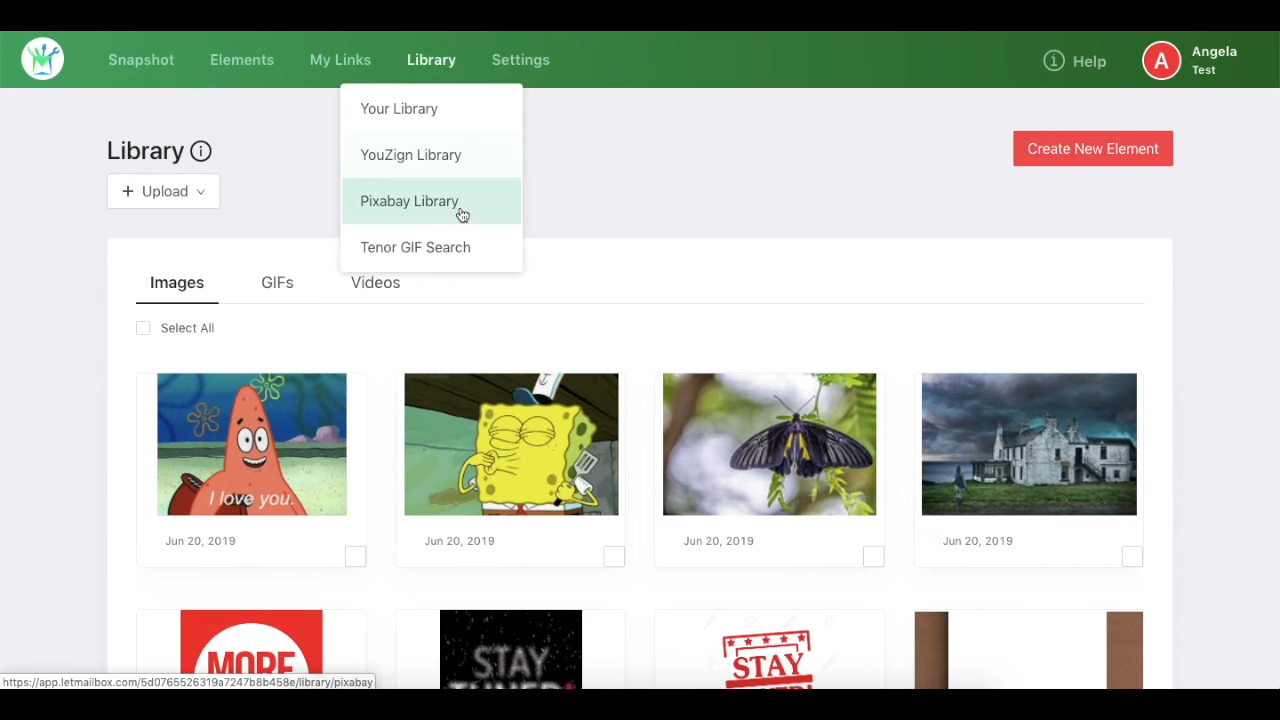 Snapshot
Elements
My Links
Library
Settings
Help
A
Angela
Test
Your Library
YouZign Library
Pixabay Library
Tenor GIF Search
Library
Create New Element
+ Upload
Images
GIFs
Videos
Select All
I love you.
Jun 20, 2019
Jun 20, 2019
Jun 20, 2019
Jun 20, 2019
MORE
STAY
TUNED!
STAY
https://app.letmailbox.com/5d0765526319a7247b8b458e/library/pixabay